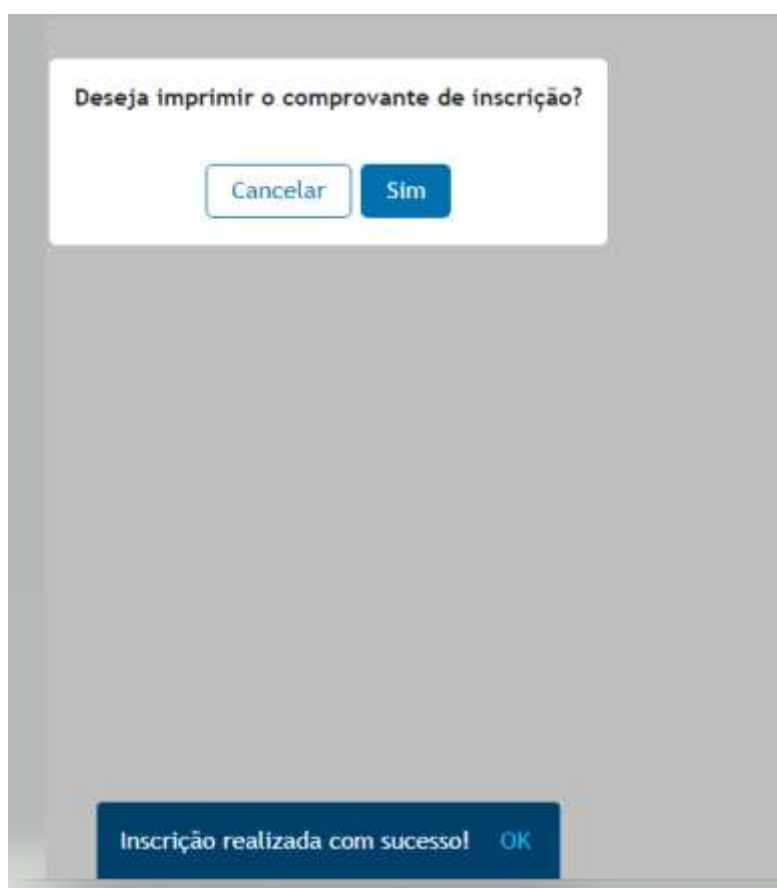 Deseja imprimir o comprovante de inscrição?
Cancelar Sim
Inscrição realizada com sucesso! OK